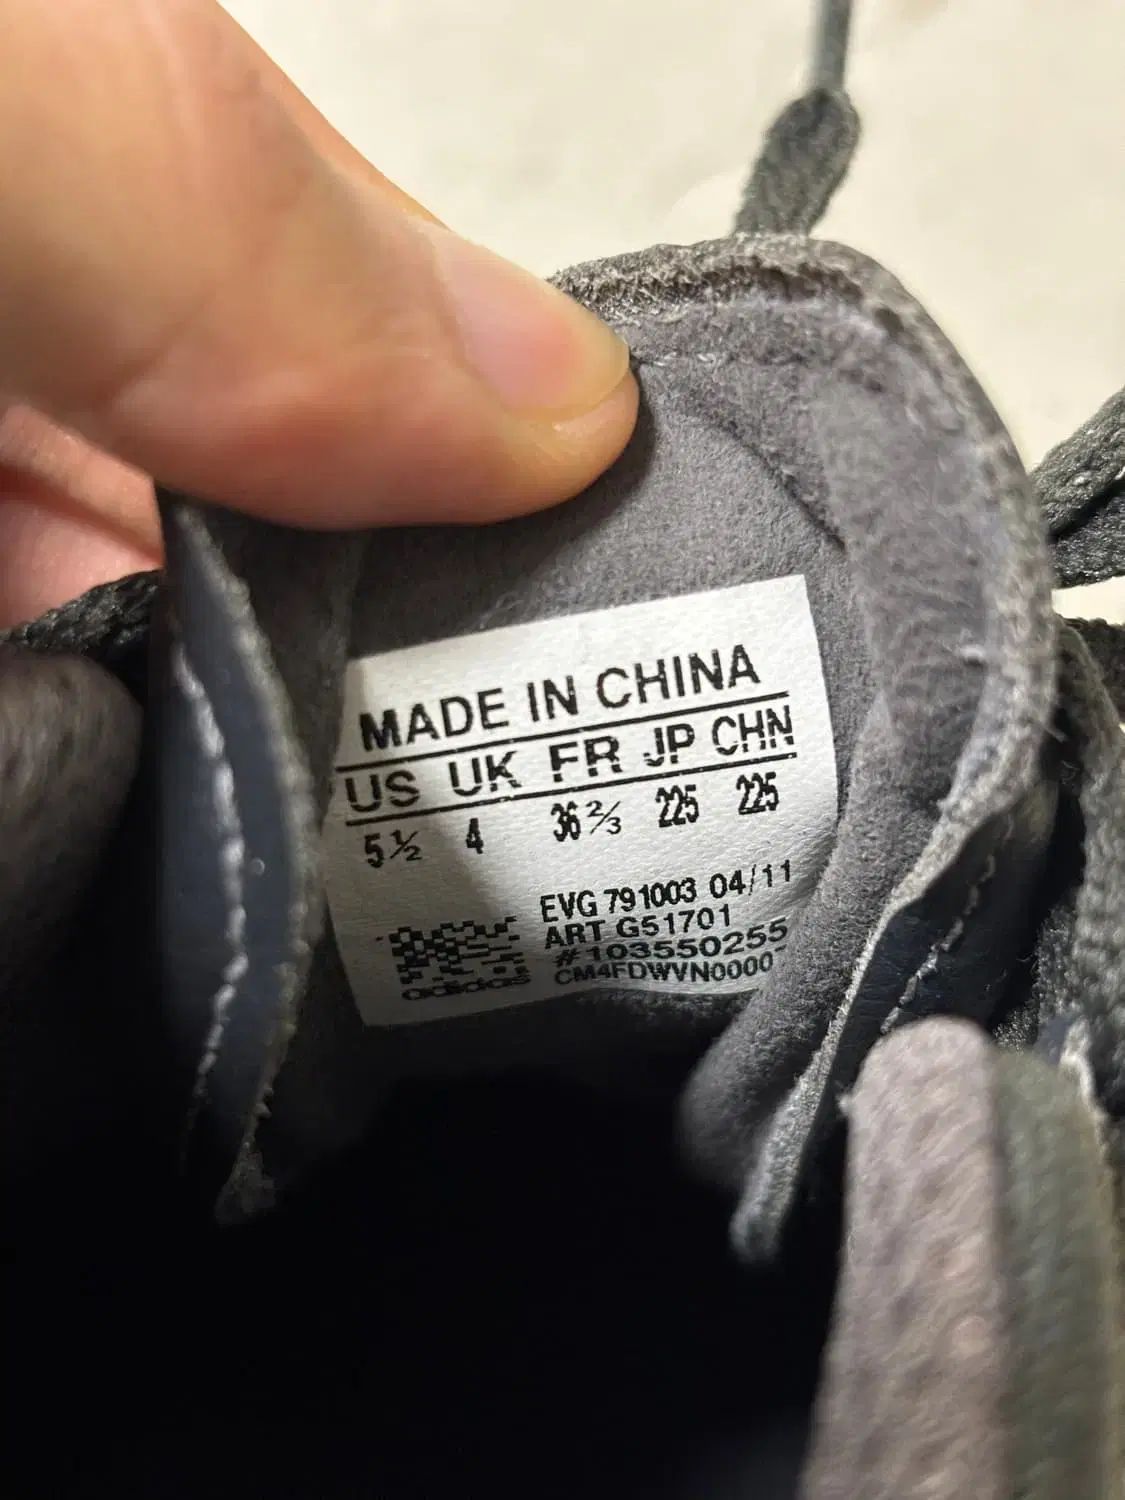 MADE IN CHINA
US UK FR JP CHN
5½ 4 36⅔ 225 225
EVG 791003 04/11
ART G51701
#103550255
CM4FDWVN0000
adidas